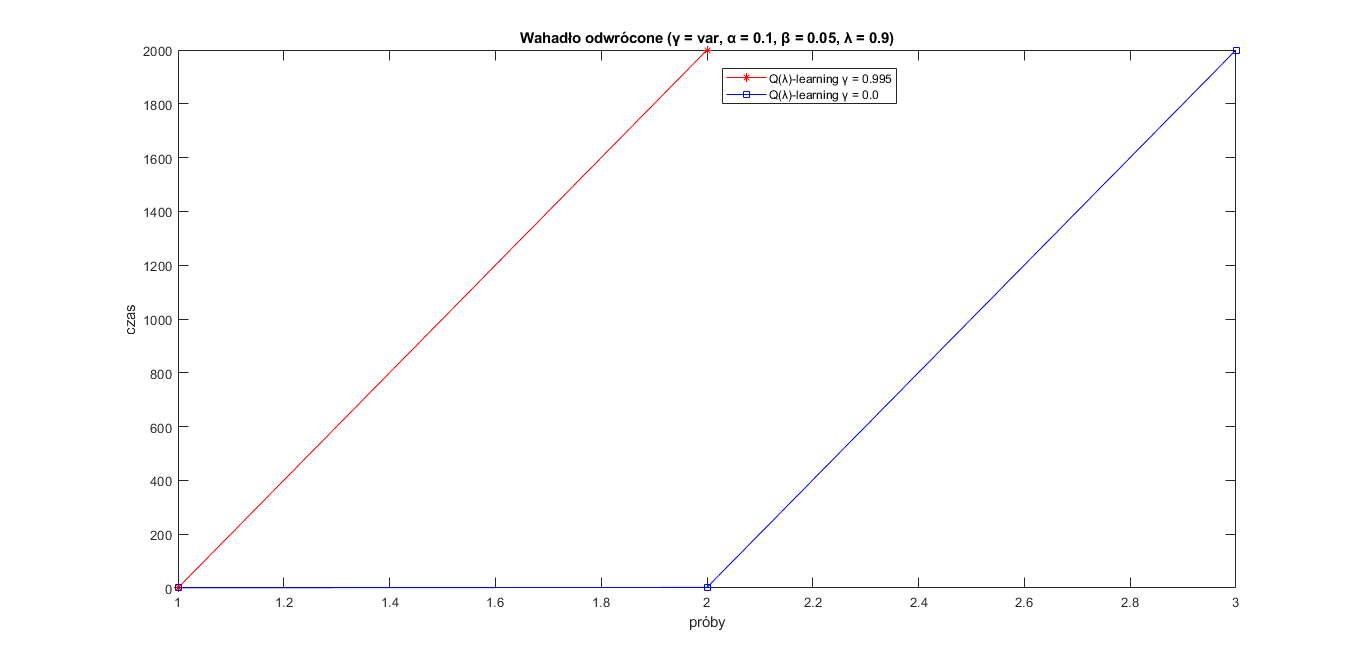 Wahadło odwrócone (γ = var, α = 0.1, β = 0.05, λ = 0.9)
2000
1800
1600
1400
1200
1000
800
600
400
200
0
czas
Q(λ)-learning γ = 0.995
Q(λ)-learning γ = 0.0
1 1.2 1.4 1.6 1.8 2 2.2 2.4 2.6 2.8 3
próby